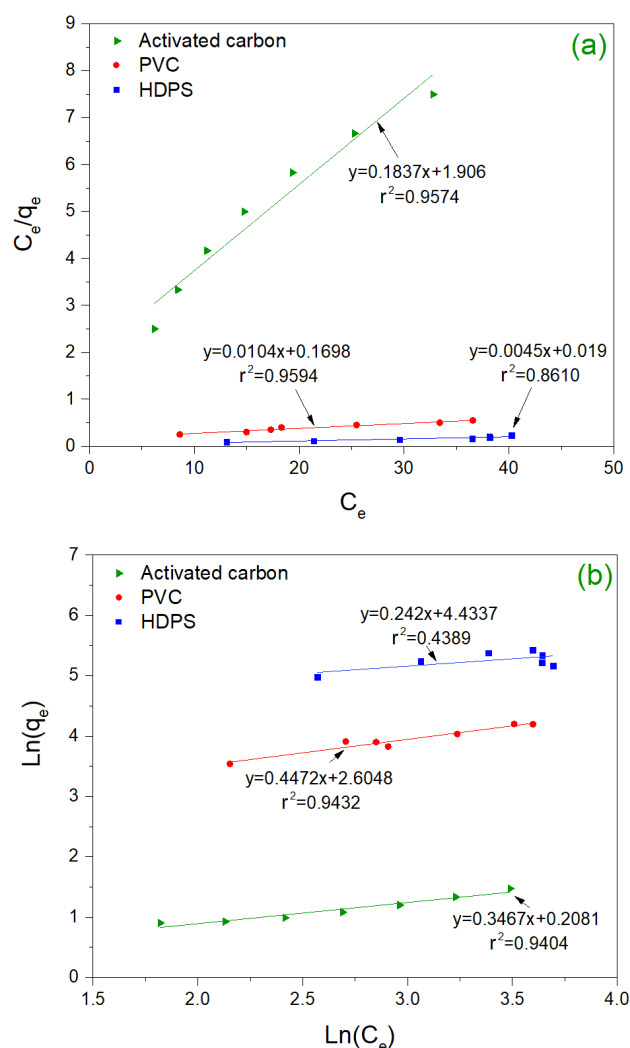 (a)
Activated carbon
PVC
HDPS
y=0.1837x+1.906
r²=0.9574
y=0.0104x+0.1698
r²=0.9594
y=0.0045x+0.019
r²=0.8610
Cₑ/qₑ
9
8
7
6
5
4
3
2
1
0
0 10 20 30 40 50
Cₑ
(b)
Activated carbon
PVC
HDPS
y=0.242x+4.4337
r²=0.4389
y=0.4472x+2.6048
r²=0.9432
y=0.3467x+0.2081
r²=0.9404
Ln(qₑ)
7
6
5
4
3
2
1
0
1.5 2.0 2.5 3.0 3.5 4.0
Ln(Cₑ)